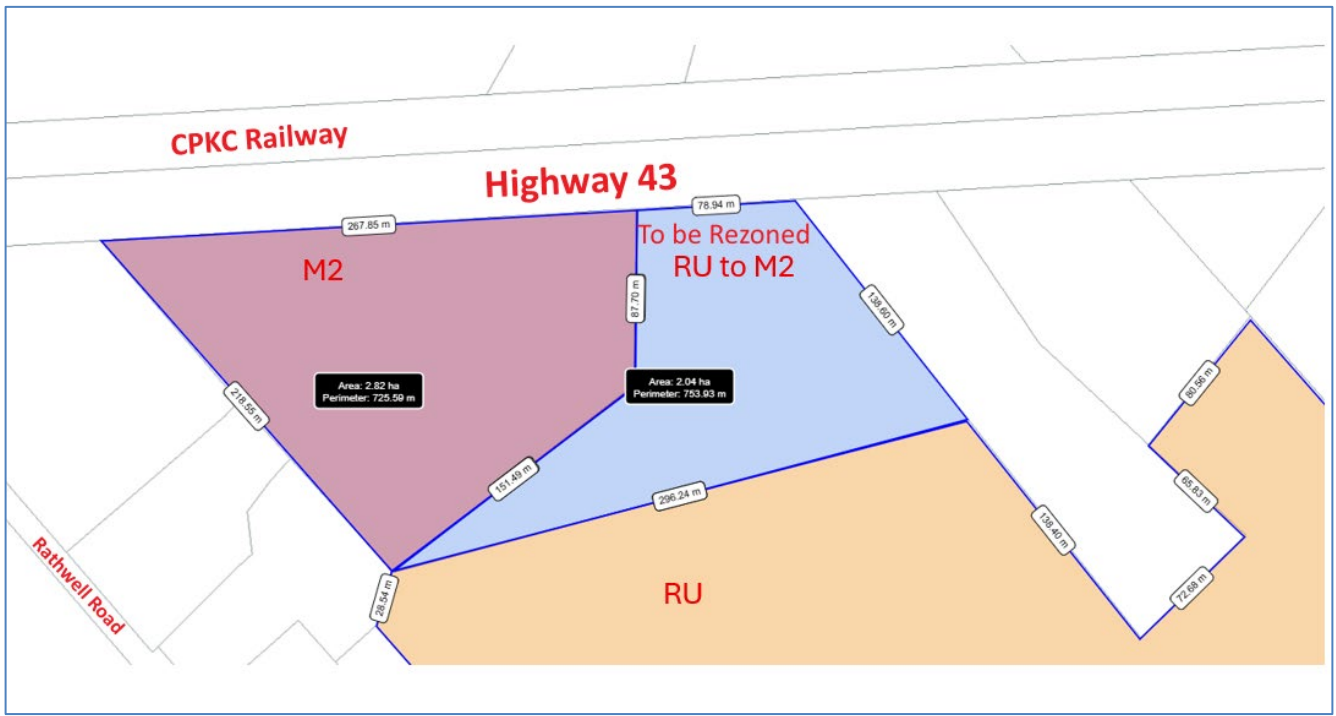 CPKC Railway
Highway 43
78.94 m
267.85 m
To be Rezoned
RU to M2
M2
87.70 m
138.60 m
Area: 2.82 ha
Perimeter: 725.59 m
Area: 2.04 ha
Perimeter: 753.93 m
218.55 m
80.56 m
151.49 m
296.24 m
65.83 m
138.40 m
Rathwell Road
28.54 m
RU
72.68 m